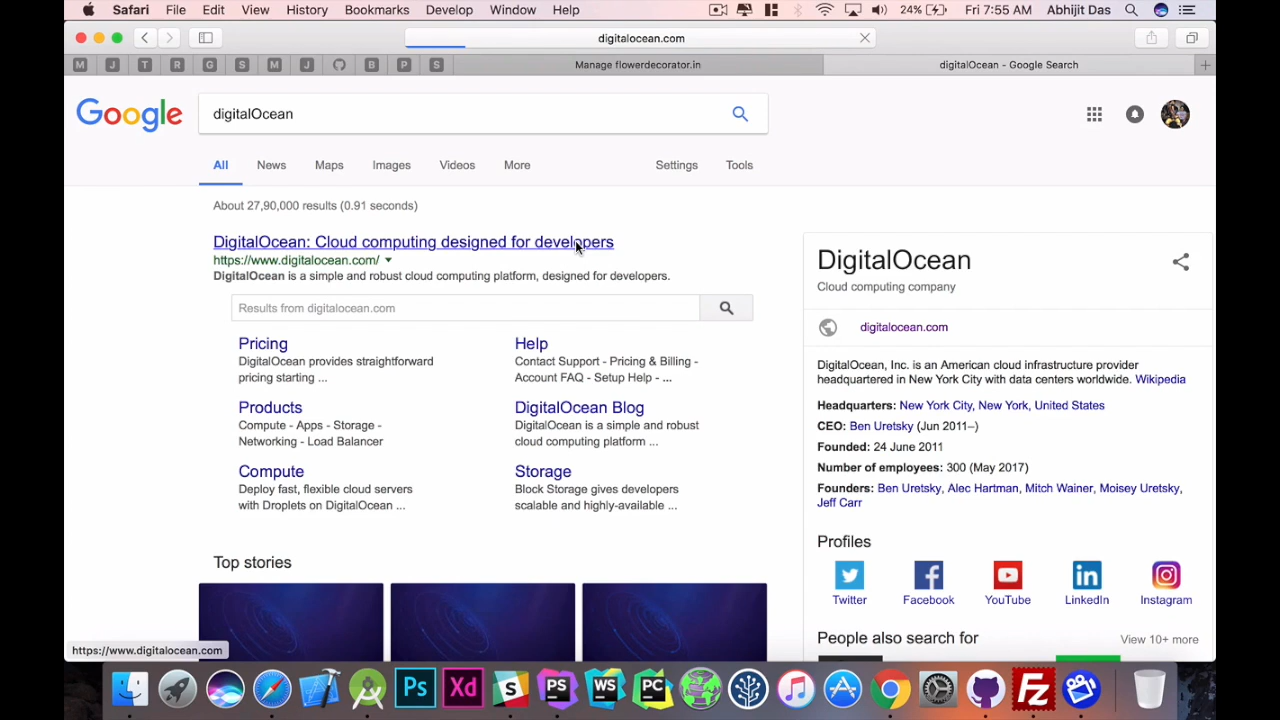 Safari File Edit View History Bookmarks Develop Window Help 24% Fri 7:55 AM Abhijit Das
digitalocean.com
M J T R G S M J B P S Manage flowerdecorator.in digitalOcean - Google Search
Google digitalOcean
All News Maps Images Videos More Settings Tools
About 27,90,000 results (0.91 seconds)
DigitalOcean: Cloud computing designed for developers
https://www.digitalocean.com/
DigitalOcean is a simple and robust cloud computing platform, designed for developers.
Results from digitalocean.com
Pricing
DigitalOcean provides straightforward
pricing starting ...
Help
Contact Support - Pricing & Billing -
Account FAQ - Setup Help - ...
Products
Compute - Apps - Storage -
Networking - Load Balancer
DigitalOcean Blog
DigitalOcean is a simple and robust
cloud computing platform ...
Compute
Deploy fast, flexible cloud servers
with Droplets on DigitalOcean ...
Storage
Block Storage gives developers
scalable and highly-available ...
Top stories
DigitalOcean
Cloud computing company
digitalocean.com
DigitalOcean, Inc. is an American cloud infrastructure provider
headquartered in New York City with data centers worldwide. Wikipedia
Headquarters: New York City, New York, United States
CEO: Ben Uretsky (Jun 2011–)
Founded: 24 June 2011
Number of employees: 300 (May 2017)
Founders: Ben Uretsky, Alec Hartman, Mitch Wainer, Moisey Uretsky,
Jeff Carr
Profiles
Twitter Facebook YouTube LinkedIn Instagram
People also search for View 10+ more
https://www.digitalocean.com
Ps Xd S PS WS PC Fz